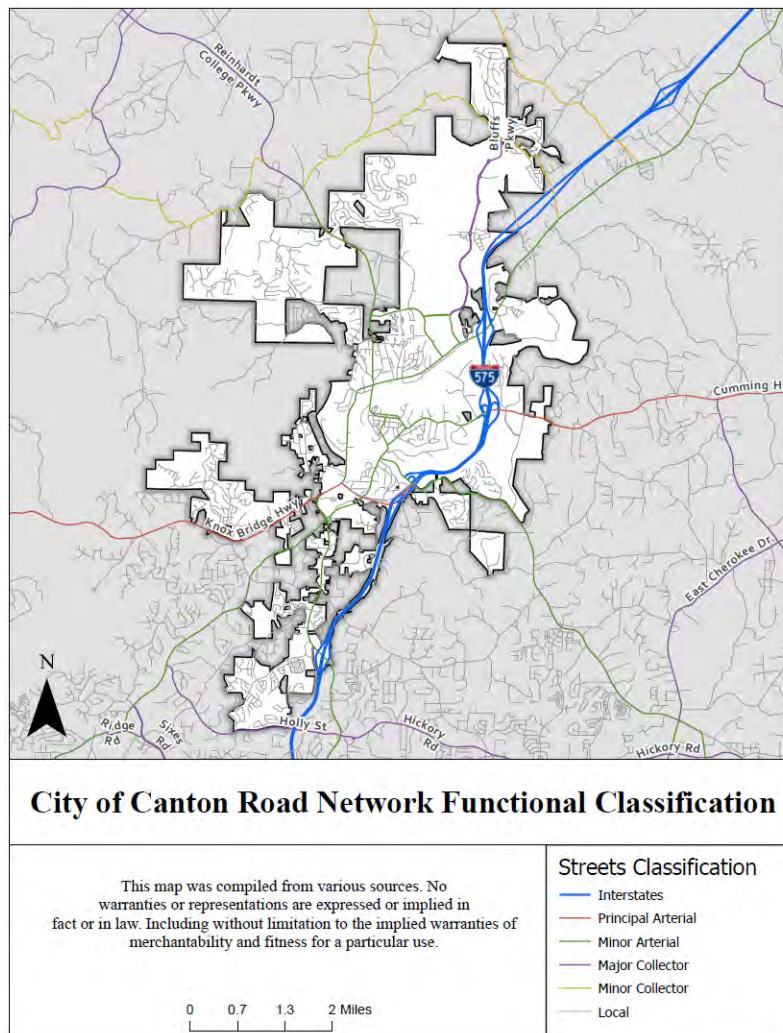 Reinhardt
College Pkwy
Bluffs
Pkwy
575
Cumming H
Knox Bridge Hwy
East Cherokee Dr.
N
Ridge
Rd
Sixes
Rd
Holly St
Hickory
Rd
Hickory Rd
City of Canton Road Network Functional Classification
This map was compiled from various sources. No
warranties or representations are expressed or implied in
fact or in law. Including without limitation to the implied warranties of
merchantability and fitness for a particular use.
0 0.7 1.3 2 Miles
Streets Classification
Interstates
Principal Arterial
Minor Arterial
Major Collector
Minor Collector
Local